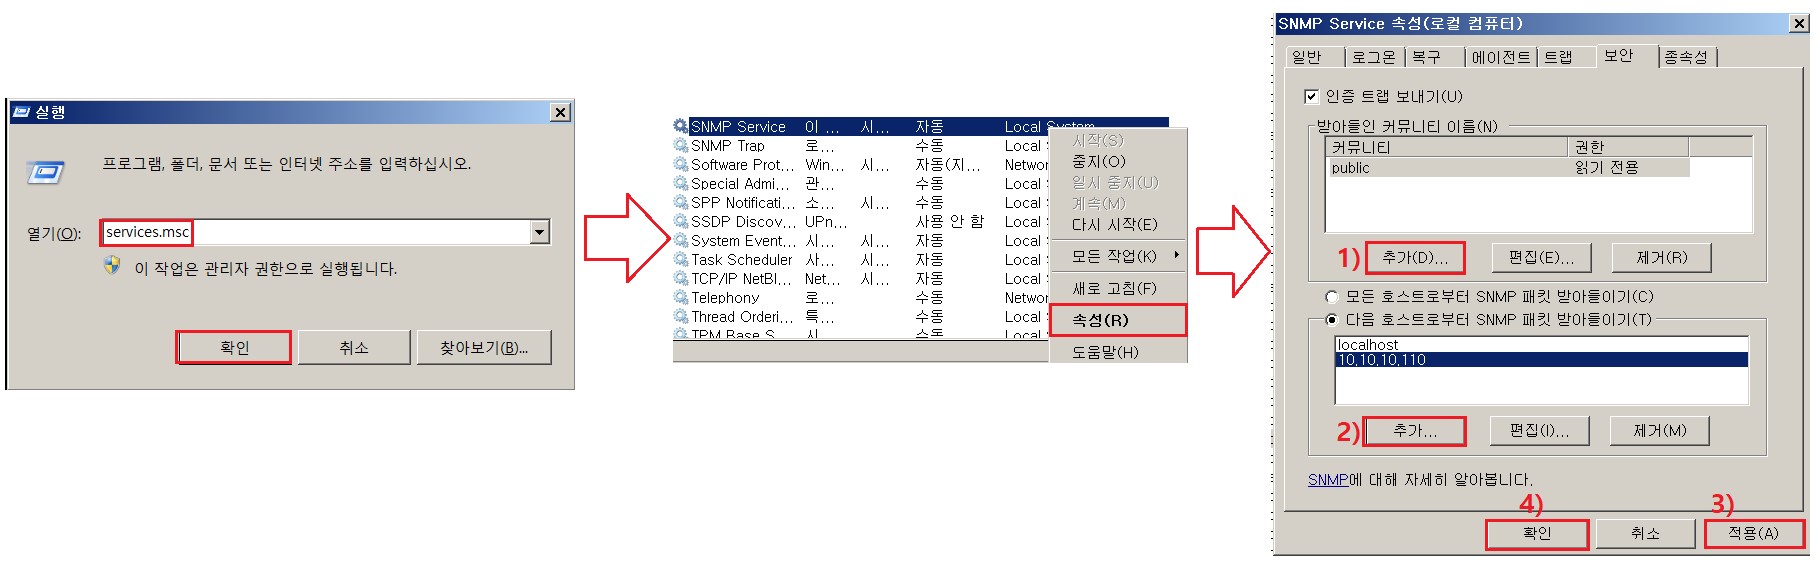 실행
프로그램, 폴더, 문서 또는 인터넷 주소를 입력하십시오.
열기(O): services.msc
이 작업은 관리자 권한으로 실행됩니다.
확인 취소 찾아보기(B)...
SNMP Service 이 ... 시... 자동 Local System
SNMP Trap 로... 수동 Local S
Software Prot... Win... 시... 자동(지... Networ
Special Admi... 관... 수동 Local S
SPP Notificati... 소... 시... 수동 Local S
SSDP Discov... UPn... 사용 안 함 Local S
System Event... 시... 시... 자동 Local S
Task Scheduler 사... 시... 자동 Local S
TCP/IP NetBI... Net... 시... 자동 Local S
Telephony 로... 수동 Networ
Thread Orderi... 특... 수동 Local S
TPM Base S... 시... 수동 Local S
시작(S)
중지(O)
일시 중지(U)
계속(M)
다시 시작(E)
모든 작업(K)
새로 고침(F)
속성(R)
도움말(H)
SNMP Service 속성(로컬 컴퓨터)
일반 로그온 복구 에이전트 트랩 보안 종속성
인증 트랩 보내기(U)
받아들인 커뮤니티 이름(N)
커뮤니티 권한
public 읽기 전용
1) 추가(D)... 편집(E)... 제거(R)
모든 호스트로부터 SNMP 패킷 받아들이기(C)
다음 호스트로부터 SNMP 패킷 받아들이기(T)
localhost
10.10.10.110
2) 추가... 편집(I)... 제거(M)
SNMP에 대해 자세히 알아봅니다.
4) 3)
확인 취소 적용(A)